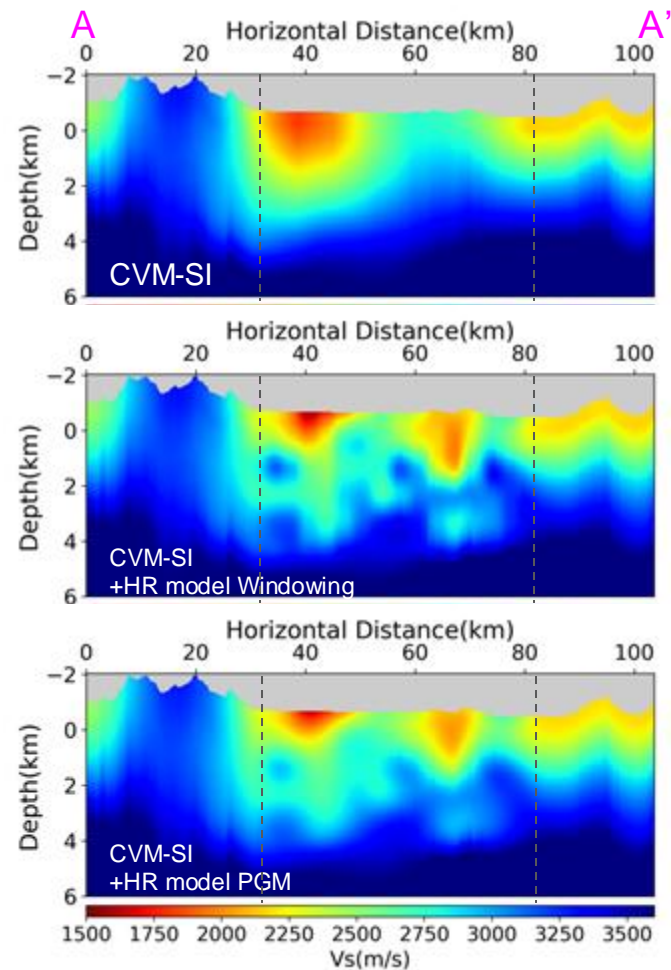 A A'
Horizontal Distance(km)
0 20 40 60 80 100
−2
0
2
4
6
Depth(km)
CVM-SI
Horizontal Distance(km)
0 20 40 60 80 100
−2
0
2
4
6
Depth(km)
CVM-SI
+HR model Windowing
Horizontal Distance(km)
0 20 40 60 80 100
−2
0
2
4
6
Depth(km)
CVM-SI
+HR model PGM
1500 1750 2000 2250 2500 2750 3000 3250 3500
Vs(m/s)